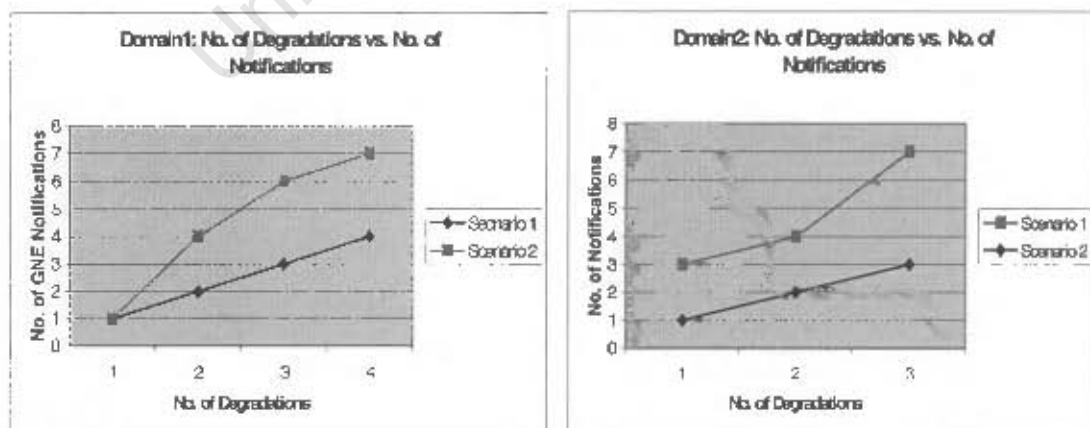 Domain1: No. of Degradations vs. No. of
Notifications
No. of GNE Notifications
8
7
6
5
4
3
2
1
0
1 2 3 4
No. of Degradations
Secnario 1
Scenario 2
Domain2: No. of Degradations vs. No. of
Notifications
No. of Notifications
8
7
6
5
4
3
2
1
0
1 2 3
No. of Degradations
Scenario 1
Scenario 2